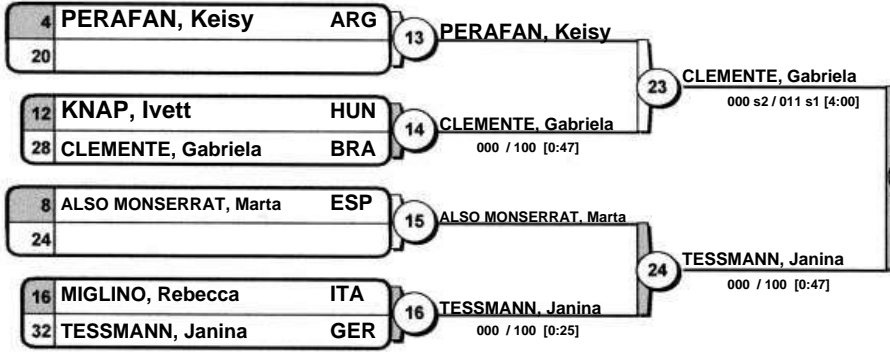 4 PERAFAN, Keisy ARG
20
13
PERAFAN, Keisy
12 KNAP, Ivett HUN
28 CLEMENTE, Gabriela BRA
14
CLEMENTE, Gabriela
000 / 100 [0:47]
23
CLEMENTE, Gabriela
000 s2 / 011 s1 [4:00]
8 ALSO MONSERRAT, Marta ESP
24
15
ALSO MONSERRAT, Marta
16 MIGLINO, Rebecca ITA
32 TESSMANN, Janina GER
16
TESSMANN, Janina
000 / 100 [0:25]
24
TESSMANN, Janina
000 / 100 [0:47]